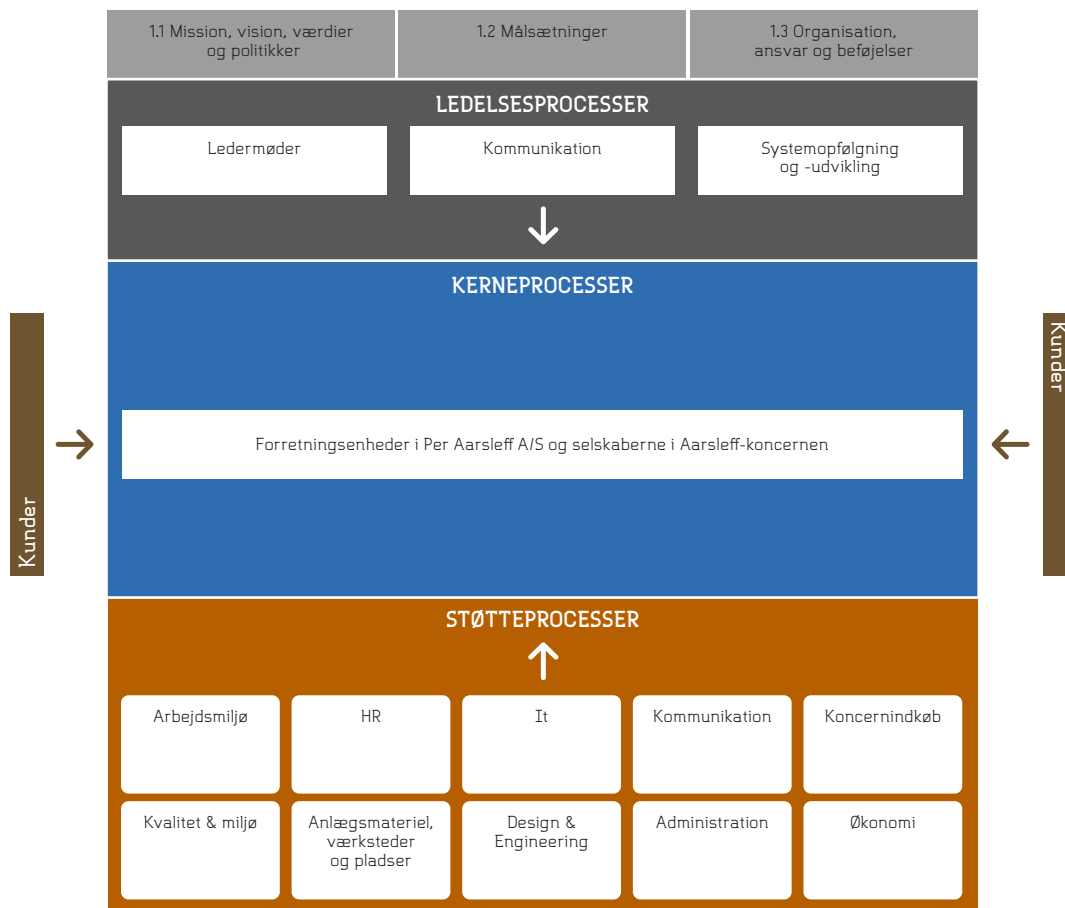 1.1 Mission, vision, værdier
og politikker
1.2 Målsætninger
1.3 Organisation,
ansvar og beføjelser
LEDELSESPROCESSER
Ledermøder
Kommunikation
Systemopfølgning
og -udvikling
KERNEPROCESSER
Kunder
Forretningsenheder i Per Aarsleff A/S og selskaberne i Aarsleff-koncernen
Kunder
STØTTEPROCESSER
Arbejdsmiljø
HR
It
Kommunikation
Koncernindkøb
Kvalitet & miljø
Anlægsmateriel,
værksteder
og pladser
Design &
Engineering
Administration
Økonomi